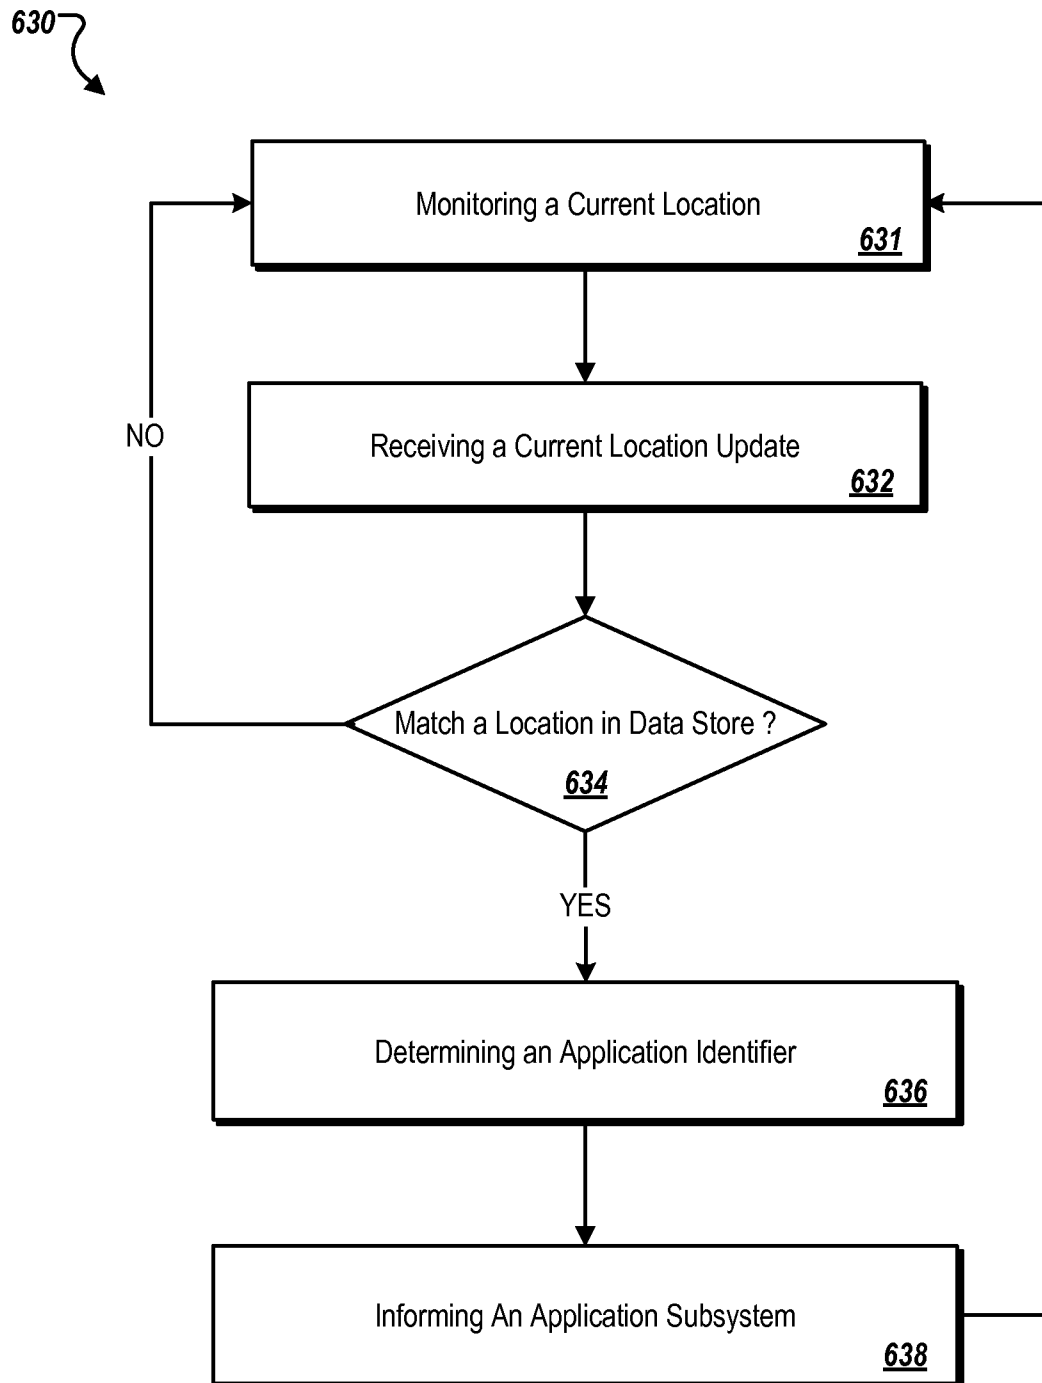 630
Monitoring a Current Location
631
Receiving a Current Location Update
632
NO
Match a Location in Data Store ?
634
YES
Determining an Application Identifier
636
Informing An Application Subsystem
638